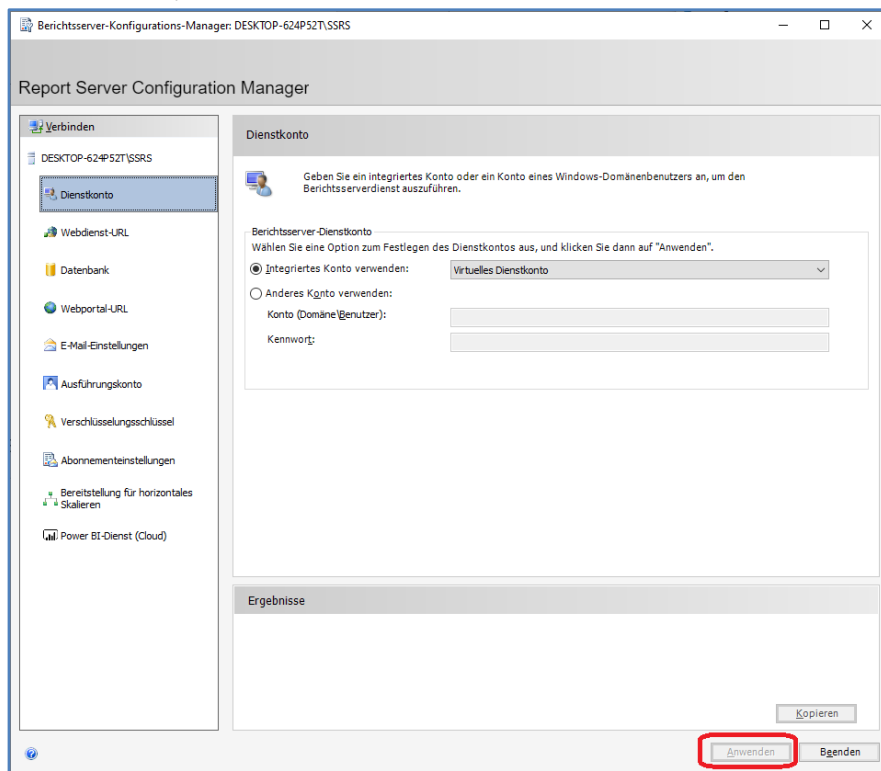 Berichtsserver-Konfigurations-Manager: DESKTOP-624P52T\SSRS
Report Server Configuration Manager
Verbinden
DESKTOP-624P52T\SSRS
Dienstkonto
Webdienst-URL
Datenbank
Webportal-URL
E-Mail-Einstellungen
Ausführungskonto
Verschlüsselungsschlüssel
Abonnementeinstellungen
Bereitstellung für horizontales
Skalieren
Power BI-Dienst (Cloud)
Dienstkonto
Geben Sie ein integriertes Konto oder ein Konto eines Windows-Domänenbenutzers an, um den
Berichtsserverdienst auszuführen.
Berichtsserver-Dienstkonto
Wählen Sie eine Option zum Festlegen des Dienstkontos aus, und klicken Sie dann auf "Anwenden".
Integriertes Konto verwenden: Virtuelles Dienstkonto
Anderes Konto verwenden:
Konto (Domäne\Benutzer):
Kennwort:
Ergebnisse
Kopieren
Anwenden Beenden